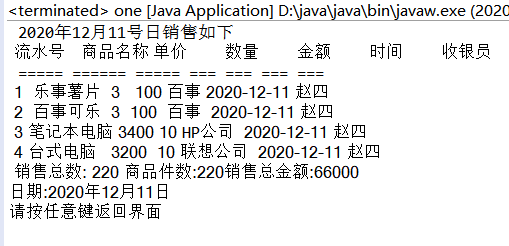 <terminated> one [Java Application] D:\java\java\bin\javaw.exe (2020
2020年12月11号日销售如下
流水号 商品名称 单价 数量 金额 时间 收银员
===== ====== ===== === === === ===
1 乐事薯片 3 100 百事 2020-12-11 赵四
2 百事可乐 3 100 百事 2020-12-11 赵四
3 笔记本电脑 3400 10 HP公司 2020-12-11 赵四
4 台式电脑 3200 10 联想公司 2020-12-11 赵四
销售总数: 220 商品件数:220销售总金额:66000
日期:2020年12月11日
请按任意键返回界面